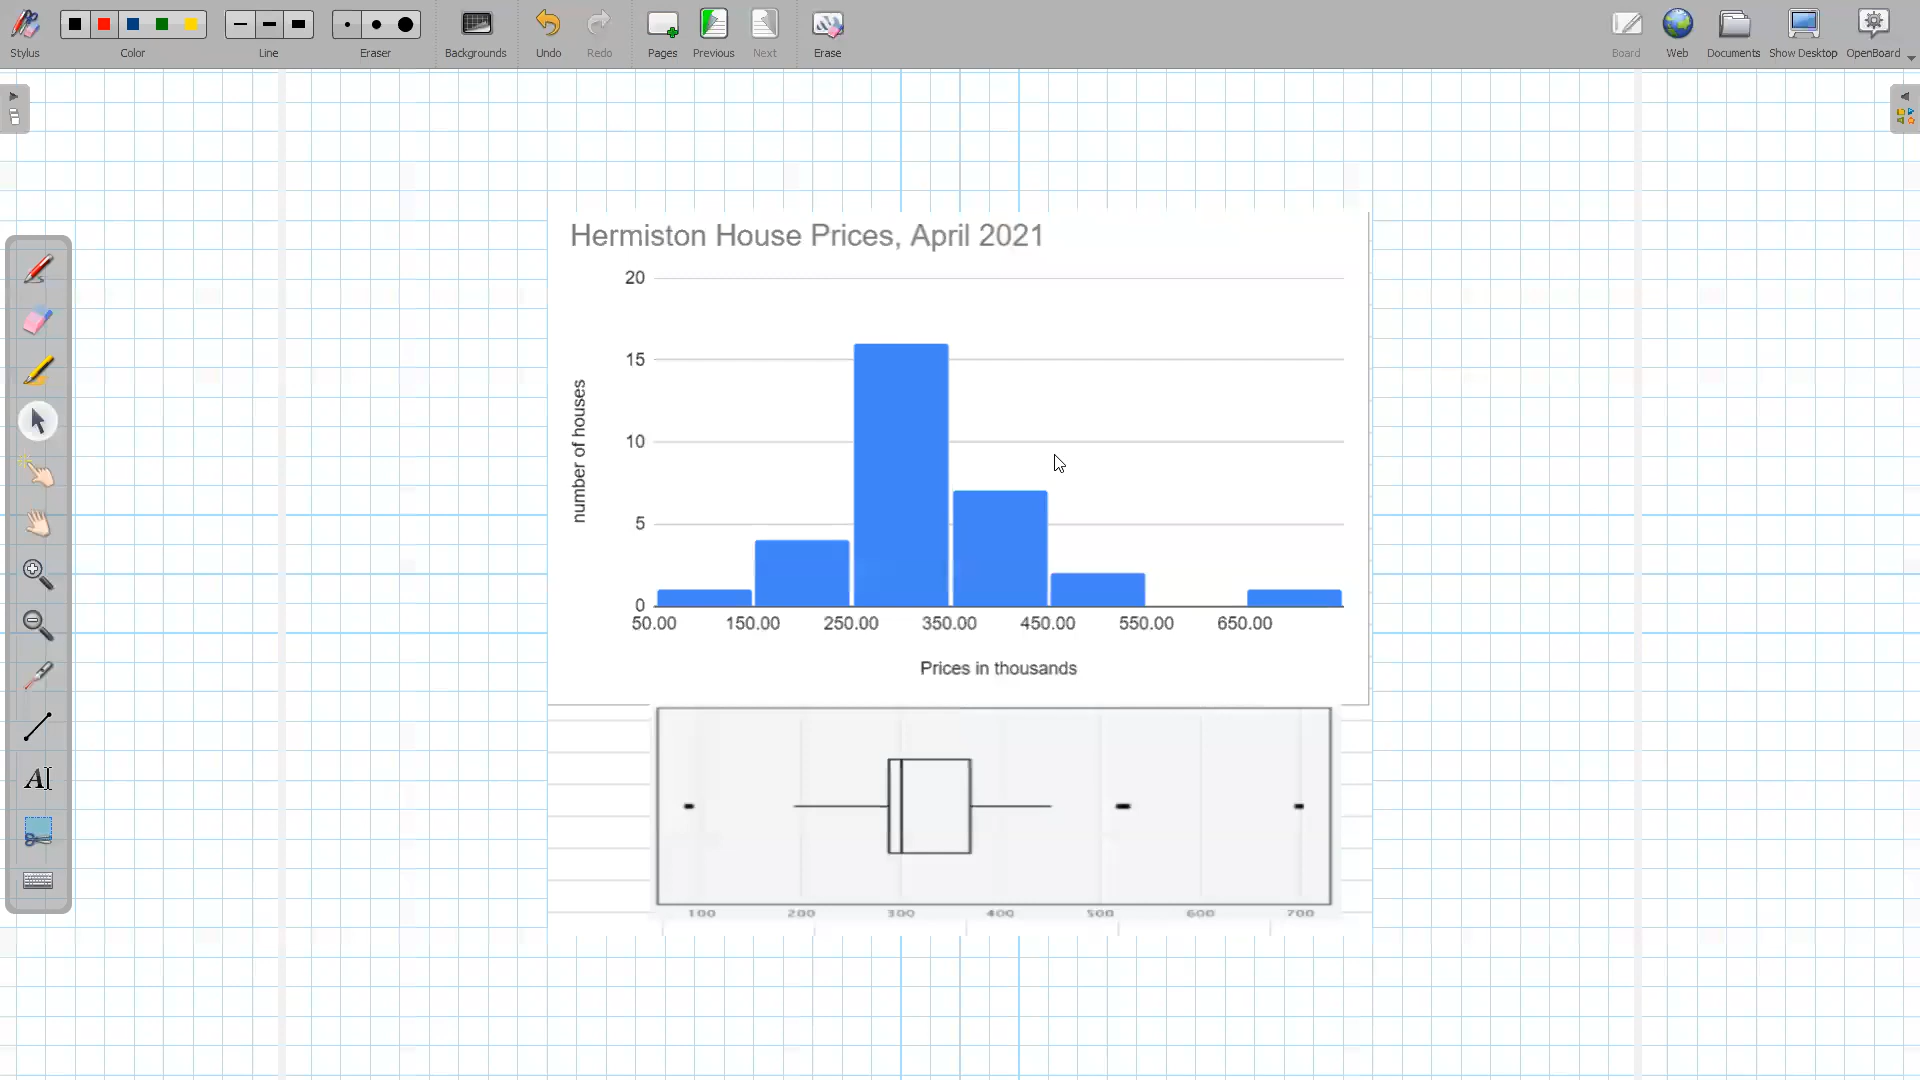 Stylus Color Line Eraser Backgrounds Undo Redo Pages Previous Next Erase Board Web Documents Show Desktop OpenBoard
Hermiston House Prices, April 2021
20
15
10
5
0
number of houses
50.00 150.00 250.00 350.00 450.00 550.00 650.00
Prices in thousands
100 200 300 400 500 600 700